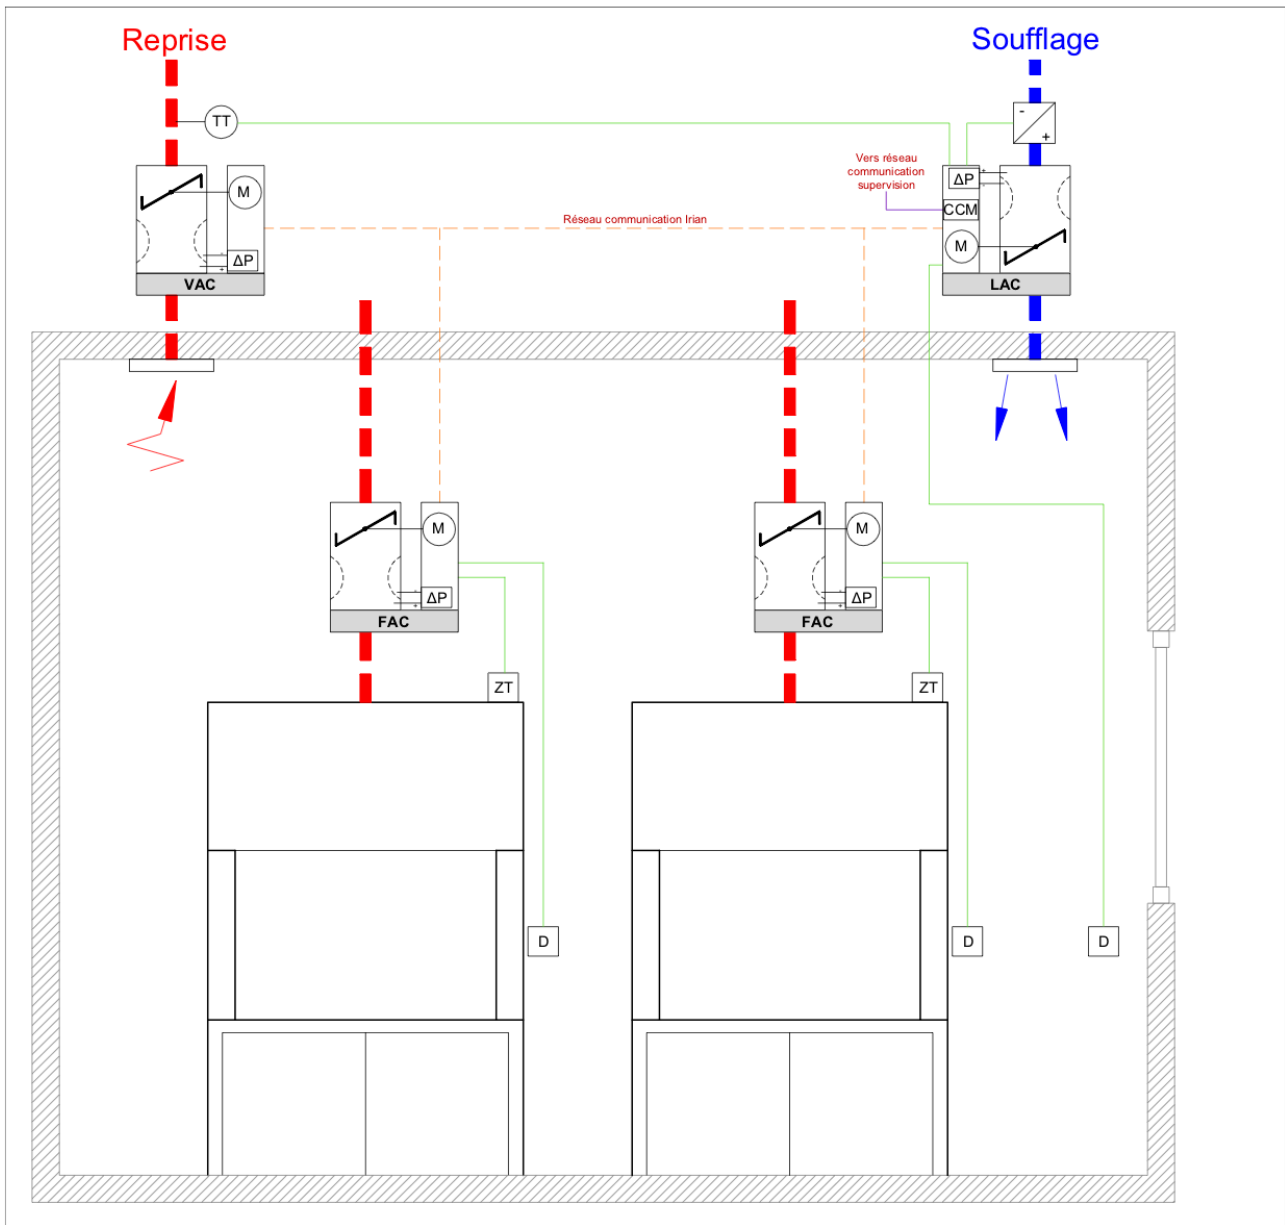 Reprise
Soufflage
TT
-
+
Vers réseau
communication
supervision
M
ΔP
+
-
CCM
Réseau communication Irian
M
-
ΔP
+
VAC
LAC
M
M
-
ΔP
+
-
ΔP
+
FAC
FAC
ZT
ZT
D
D
D